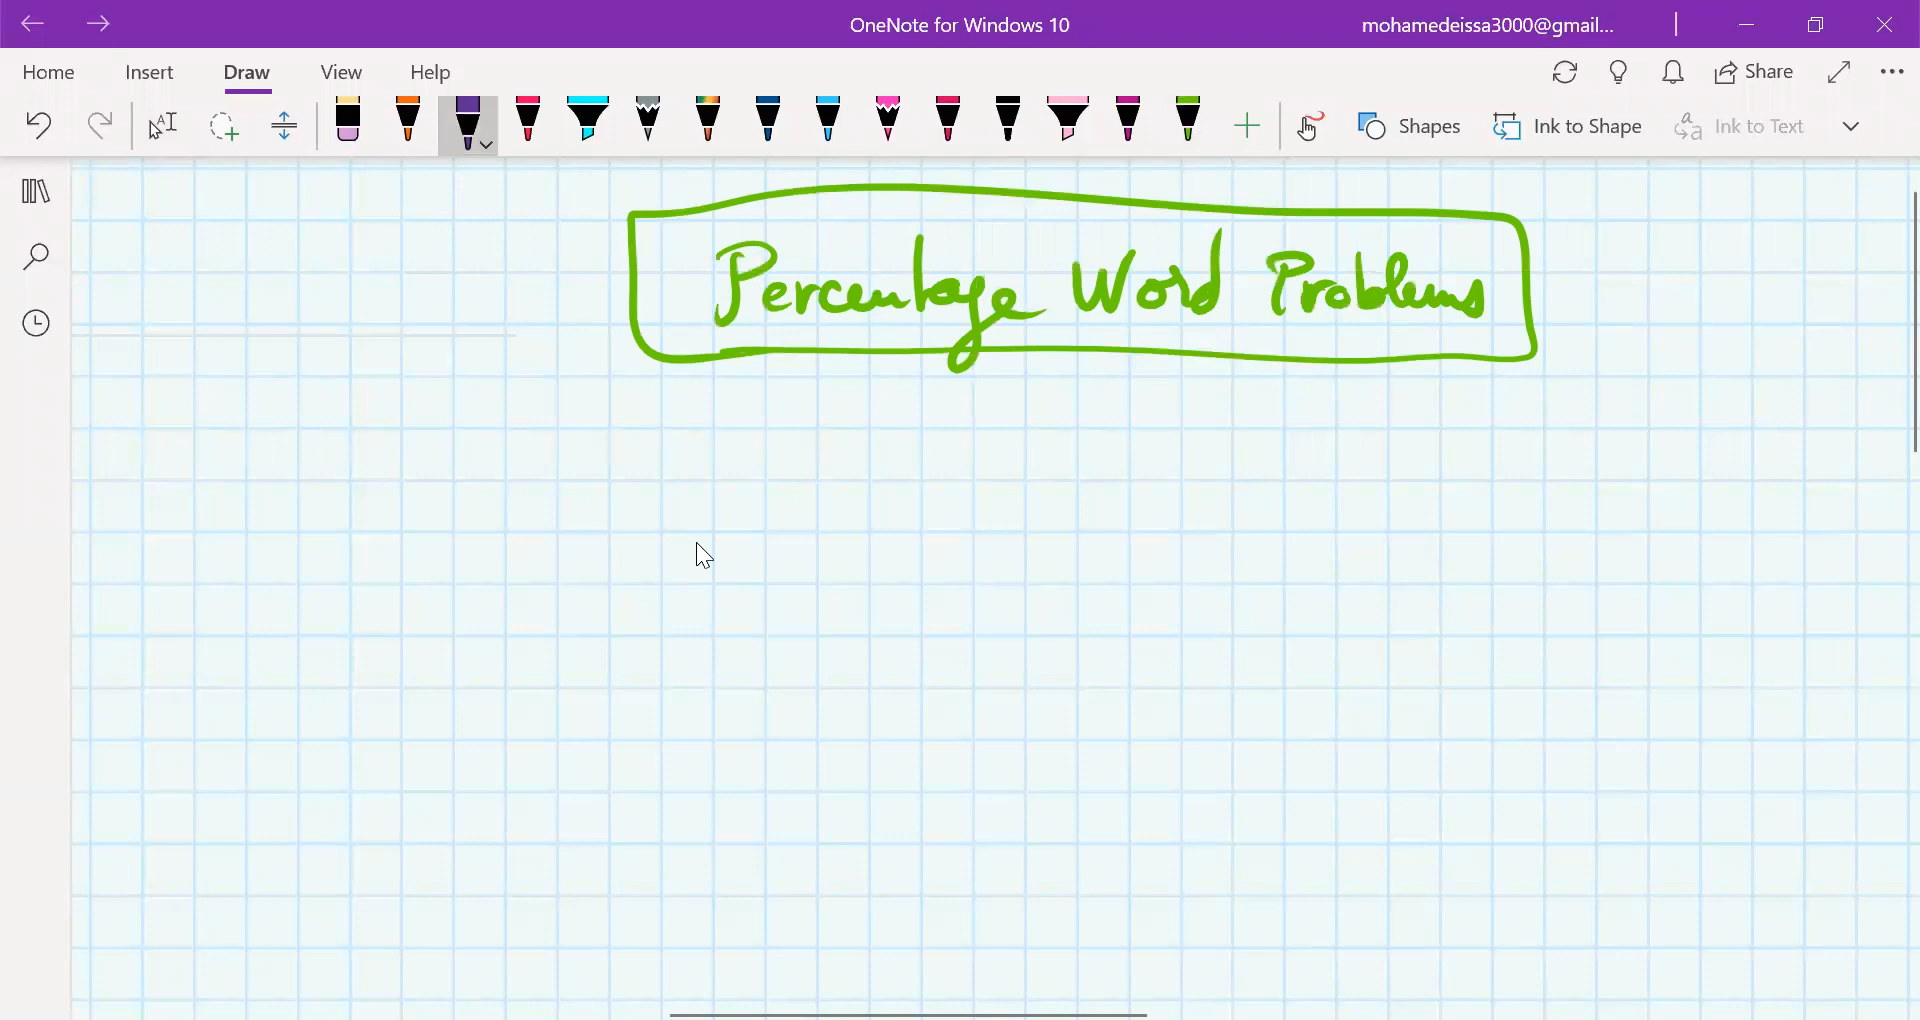 OneNote for Windows 10
mohamedeissa3000@gmail...
Home Insert Draw View Help
Share
Shapes Ink to Shape Ink to Text
Percentage Word Problems